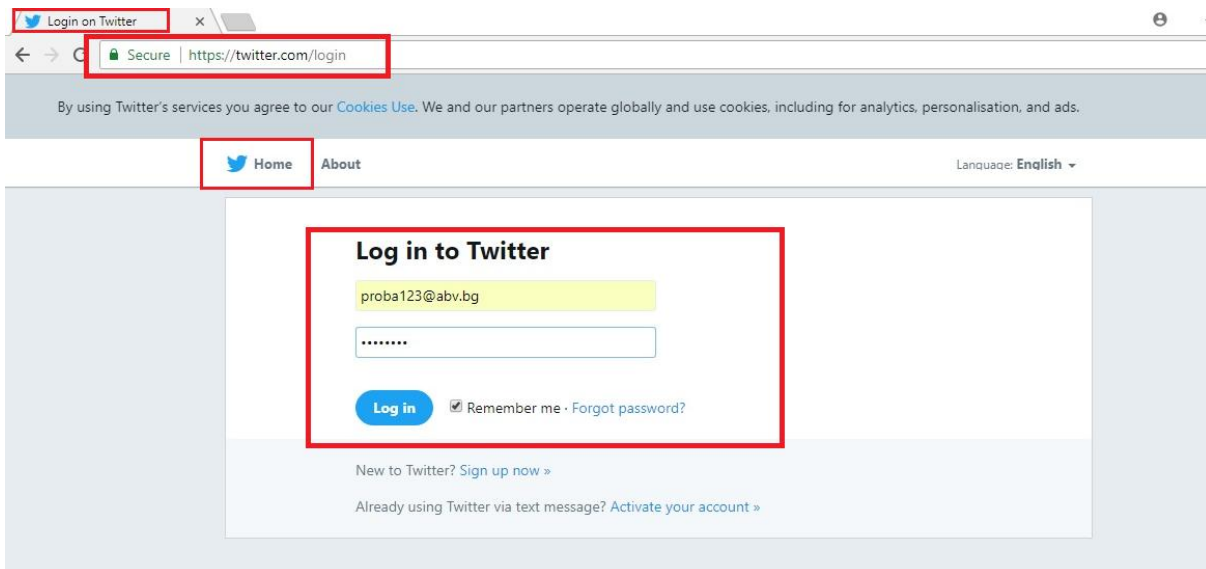 Login on Twitter
Secure | https://twitter.com/login
By using Twitter's services you agree to our Cookies Use. We and our partners operate globally and use cookies, including for analytics, personalisation, and ads.
Home About Language: English
Log in to Twitter
proba123@abv.bg
••••••••
Log in Remember me · Forgot password?
New to Twitter? Sign up now »
Already using Twitter via text message? Activate your account »